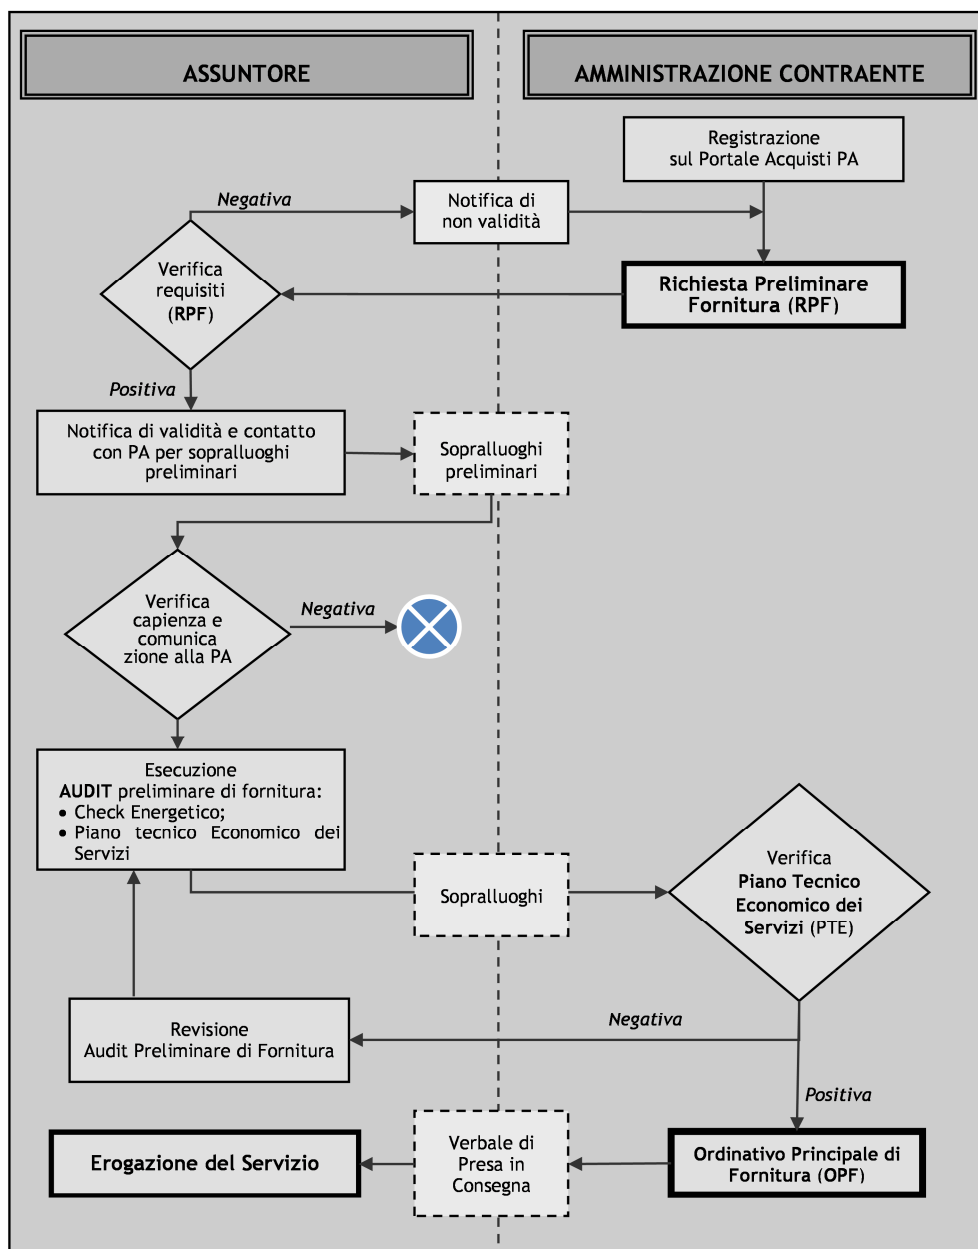 ASSUNTORE
AMMINISTRAZIONE CONTRAENTE
Registrazione
sul Portale Acquisti PA
Negativa
Notifica di
non validità
Verifica
requisiti
(RPF)
Richiesta Preliminare
Fornitura (RPF)
Positiva
Notifica di validità e contatto
con PA per sopralluoghi
preliminari
Sopralluoghi
preliminari
Verifica
capienza e
comunica
zione alla PA
Negativa
Esecuzione
AUDIT preliminare di fornitura:
• Check Energetico;
• Piano tecnico Economico dei
Servizi
Sopralluoghi
Verifica
Piano Tecnico
Economico dei
Servizi (PTE)
Negativa
Revisione
Audit Preliminare di Fornitura
Positiva
Ordinativo Principale di
Fornitura (OPF)
Verbale di
Presa in
Consegna
Erogazione del Servizio